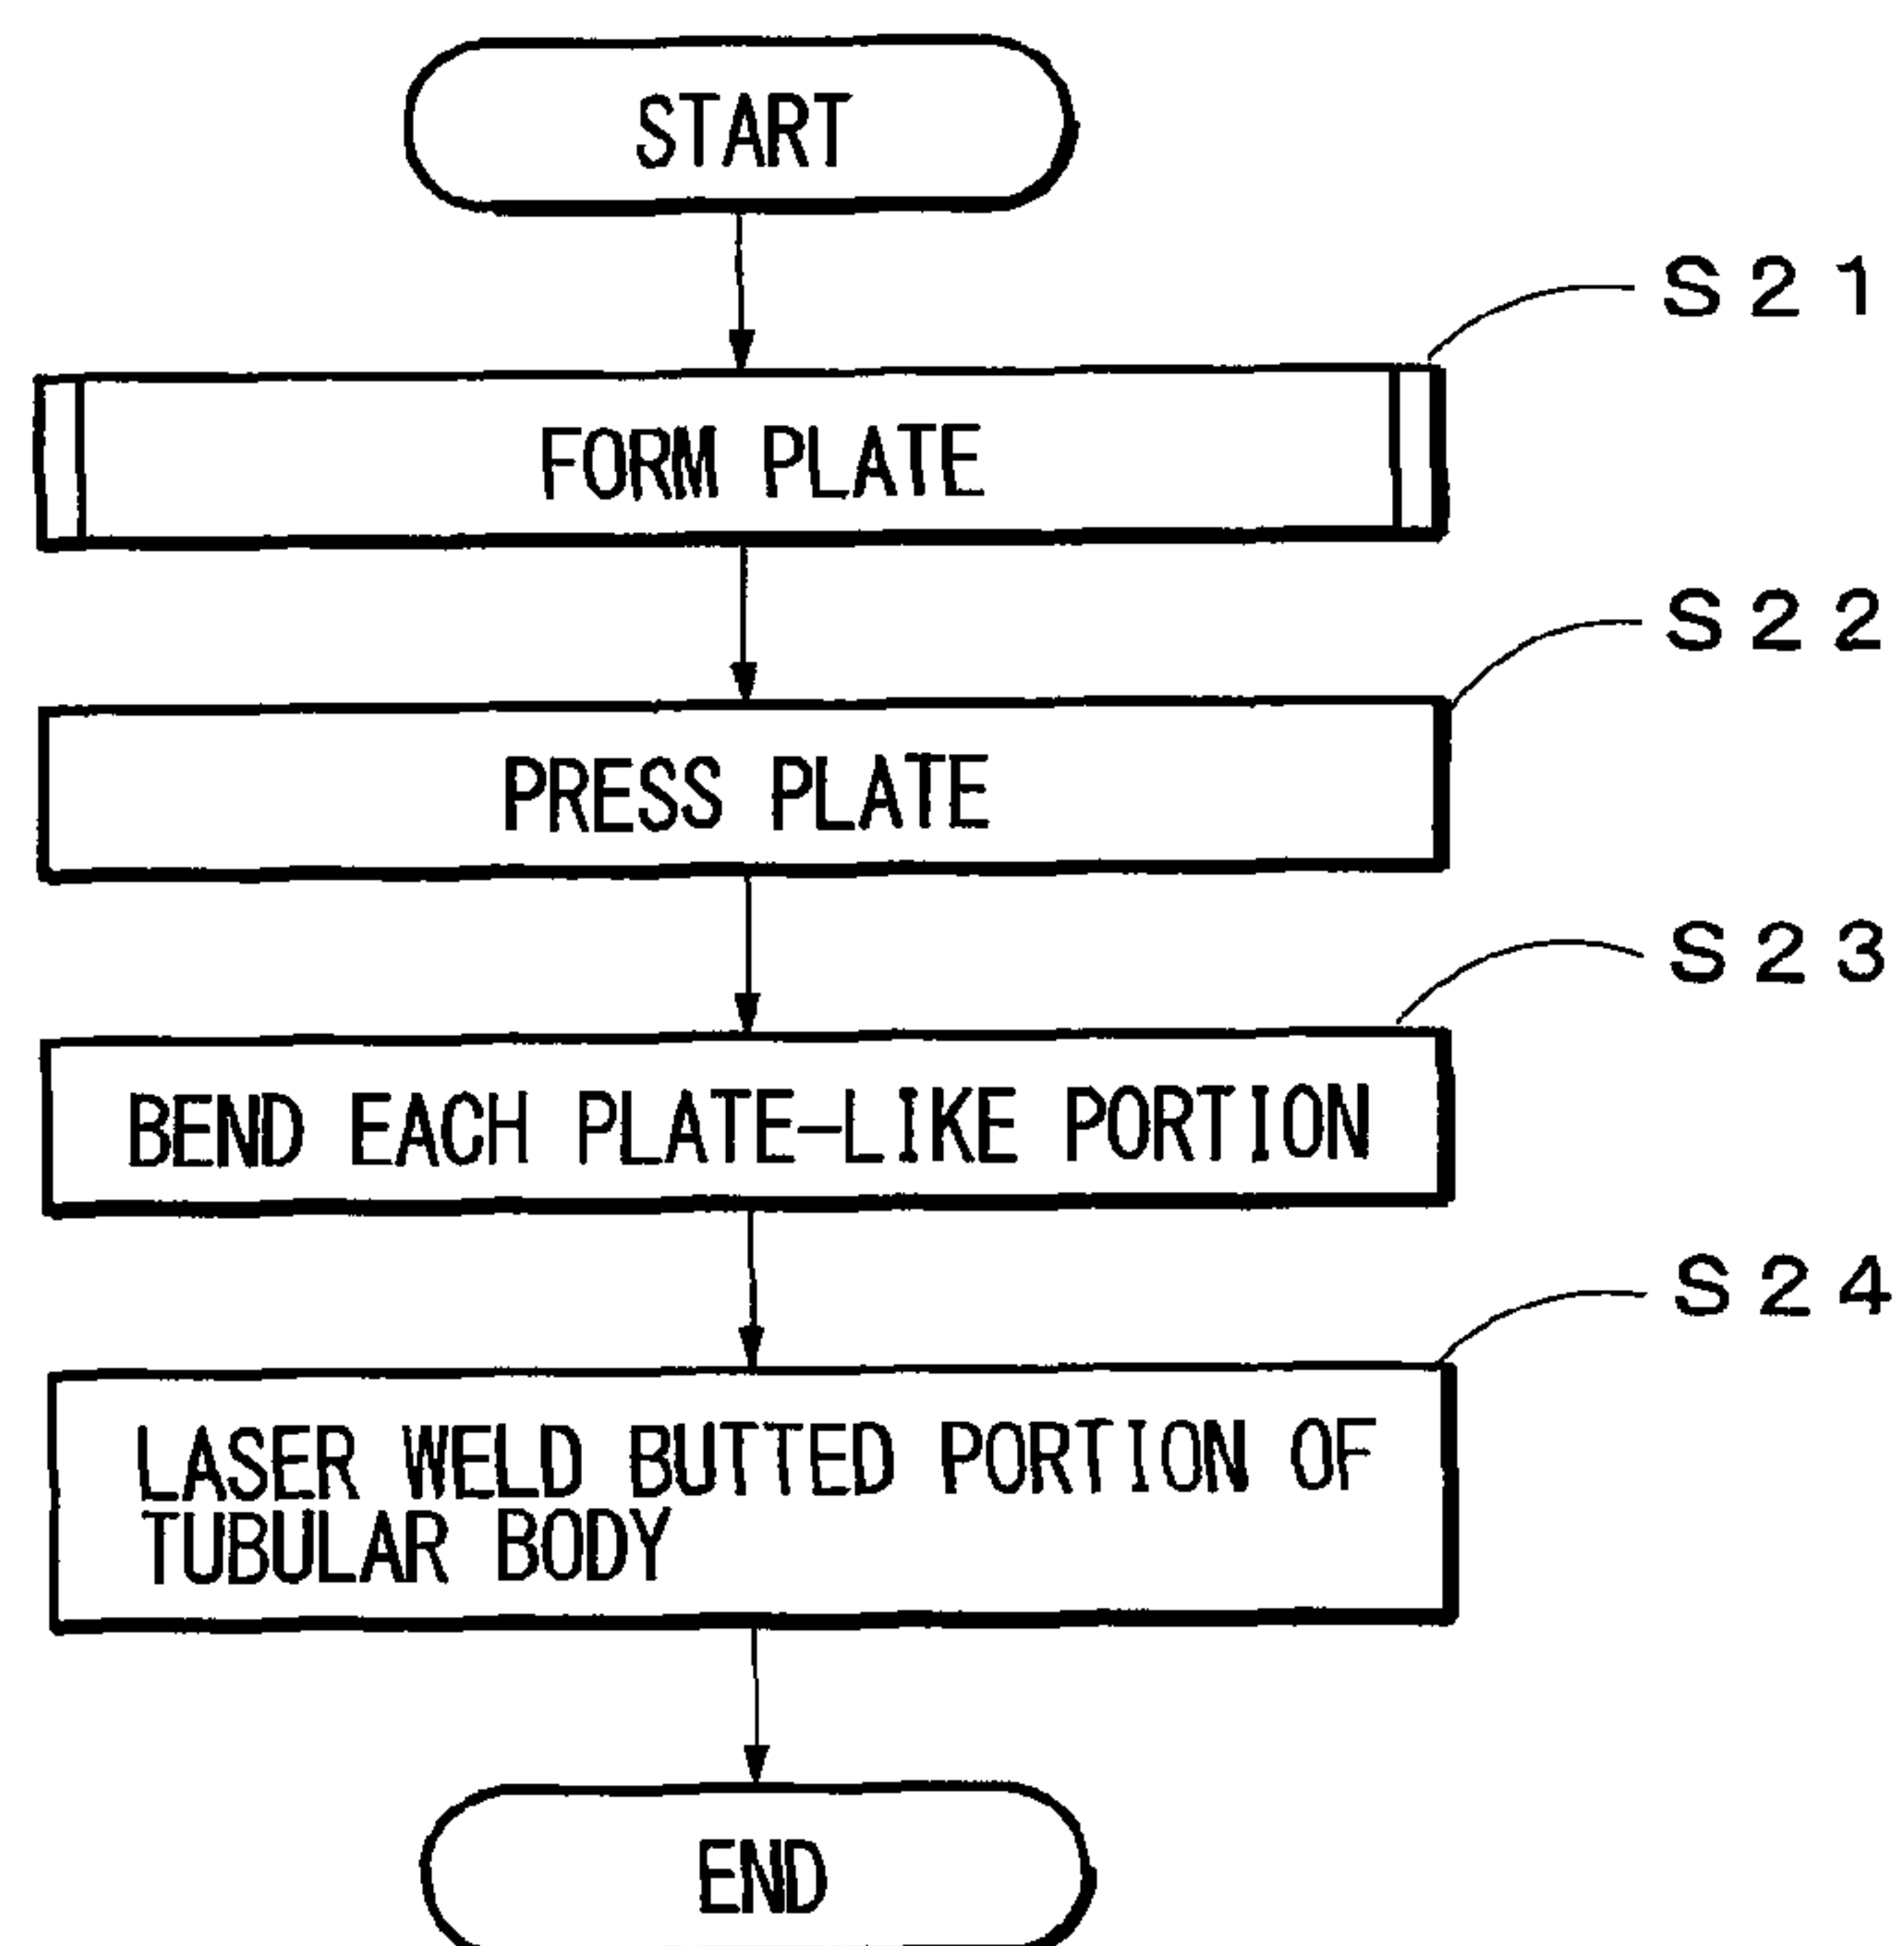 START
S21
FORM PLATE
S22
PRESS PLATE
S23
BEND EACH PLATE-LIKE PORTION
S24
LASER WELD BUTTED PORTION OF
TUBULAR BODY
END